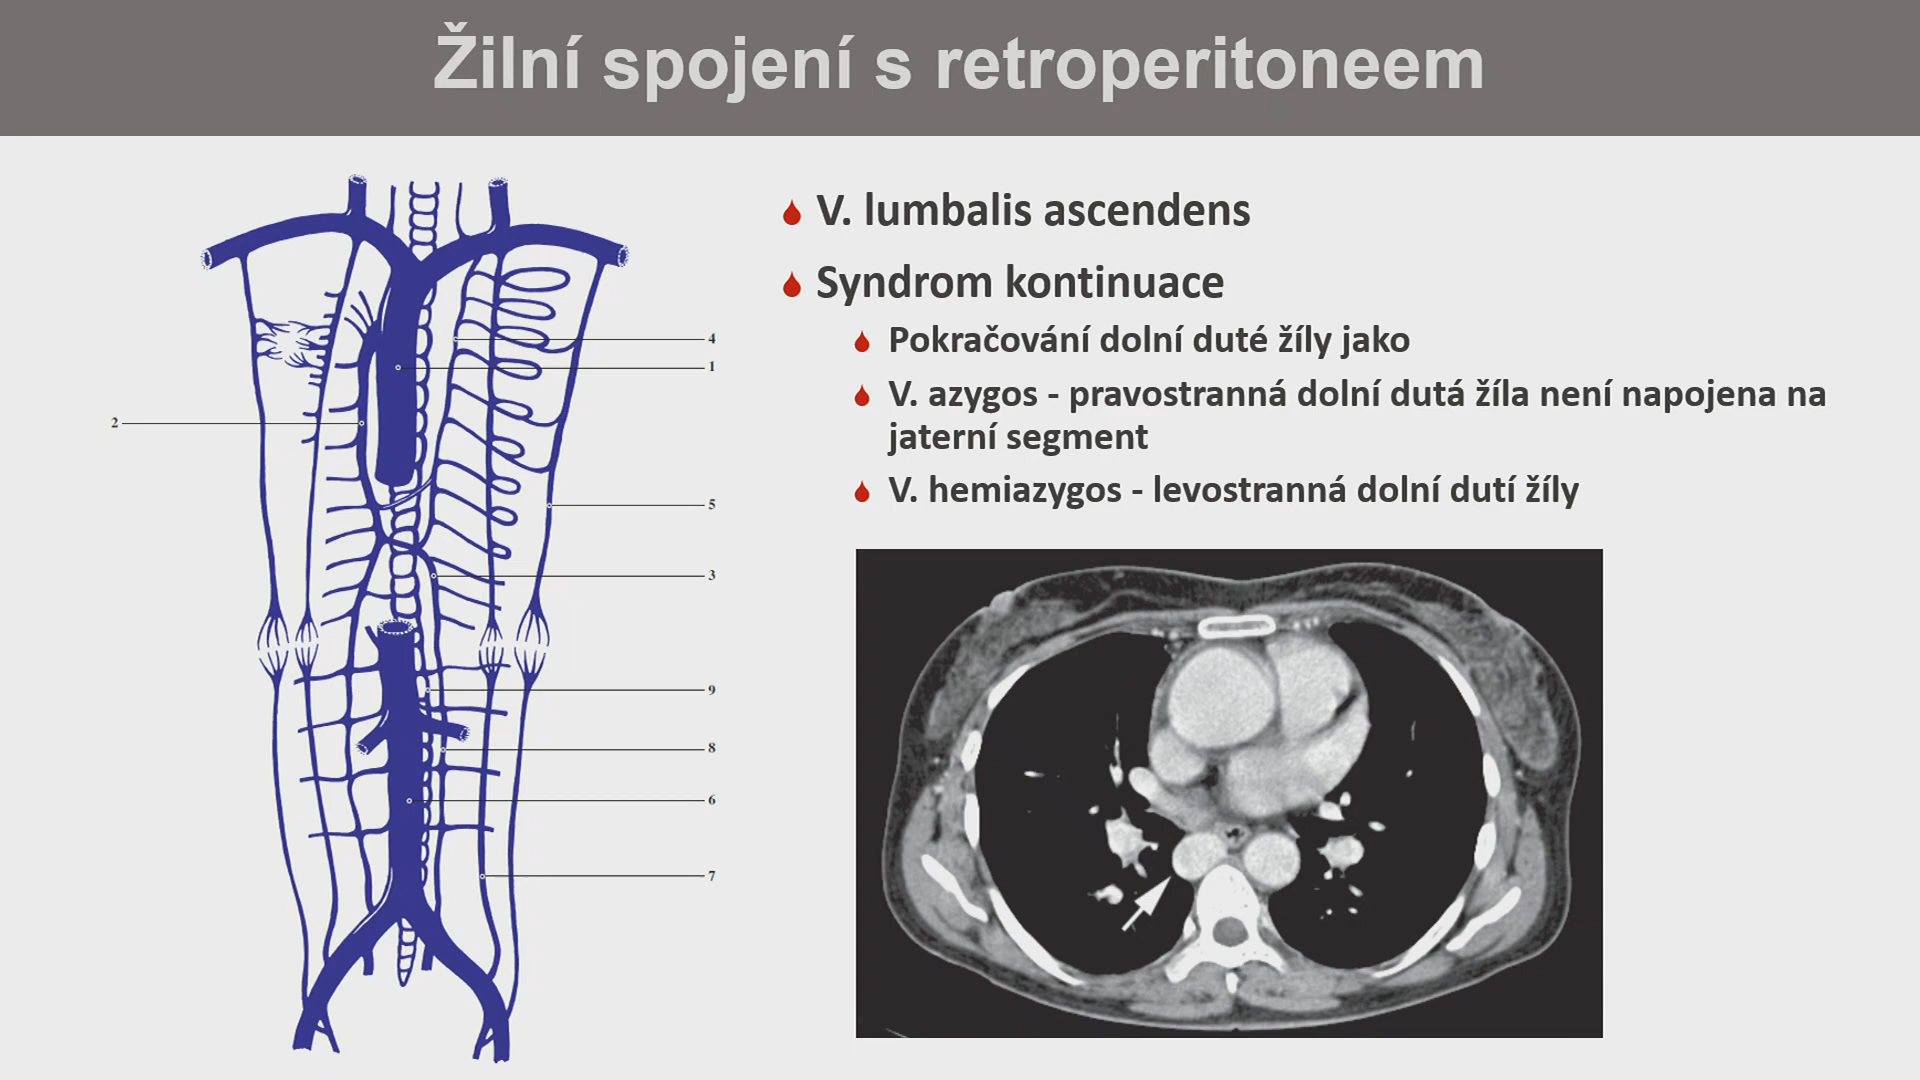 Žilní spojení s retroperitoneem
V. lumbalis ascendens
Syndrom kontinuace
Pokračování dolní duté žíly jako
V. azygos - pravostranná dolní dutá žíla není napojena na
jaterní segment
V. hemiazygos - levostranná dolní dutí žíly
4
1
2
5
3
9
8
6
7